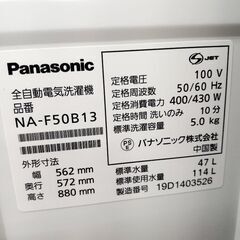 Panasonic
JET
全自動電気洗濯機
品番
NA-F50B13
外形寸法
幅 562 mm
奥行 572 mm
高さ 880 mm
定格電圧 100 V
定格周波数 50/60 Hz
定格消費電力 400/430 W
定格時間 洗いのみ 10 分
標準洗濯容量 5.0 kg
PS E
パナソニック株式会社
中国製
標準水量 47 L
標準使用水量 114 L
製造番号 19D1403526